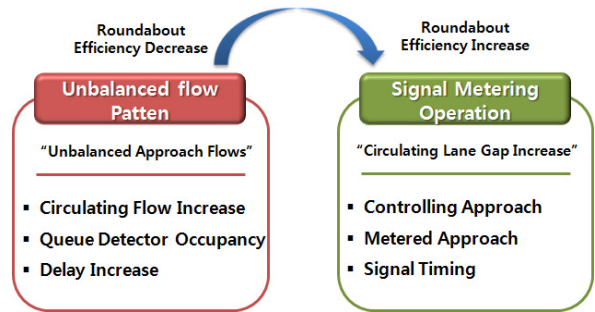 Roundabout
Efficiency Decrease
Roundabout
Efficiency Increase
Unbalanced flow
Patten
“Unbalanced Approach Flows”
▪ Circulating Flow Increase
▪ Queue Detector Occupancy
▪ Delay Increase
Signal Metering
Operation
“Circulating Lane Gap Increase”
▪ Controlling Approach
▪ Metered Approach
▪ Signal Timing